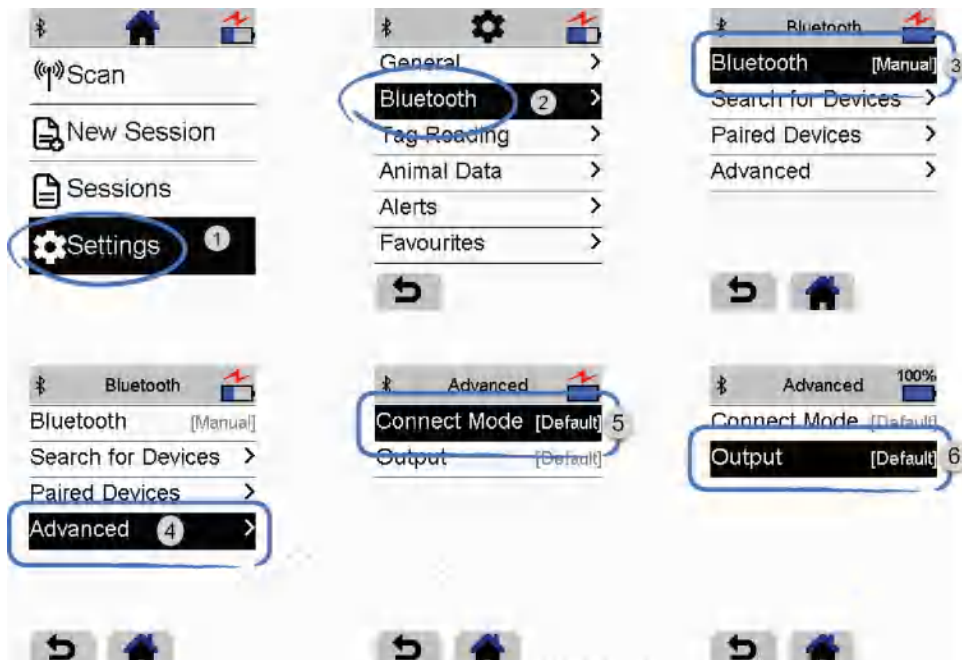 Scan
New Session
Sessions
Settings 1
General
Bluetooth 2
Tag Reading
Animal Data
Alerts
Favourites
Bluetooth
Bluetooth [Manual] 3
Search for Devices
Paired Devices
Advanced
Bluetooth
Bluetooth [Manual]
Search for Devices
Paired Devices
Advanced 4
Advanced
Connect Mode [Default] 5
Output [Default]
Advanced 100%
Connect Mode [Default]
Output [Default] 6